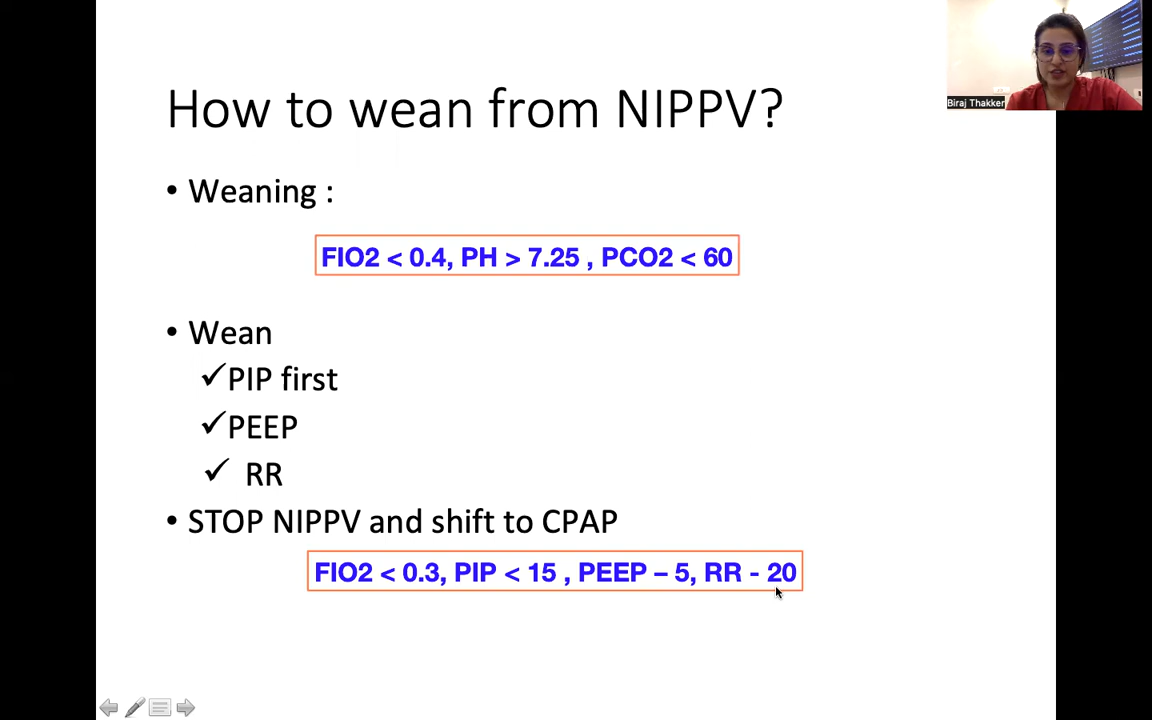 Biraj Thakker
How to wean from NIPPV?
• Weaning :
FIO2 < 0.4, PH > 7.25 , PCO2 < 60
• Wean
✓PIP first
✓PEEP
✓ RR
• STOP NIPPV and shift to CPAP
FIO2 < 0.3, PIP < 15 , PEEP – 5, RR - 20